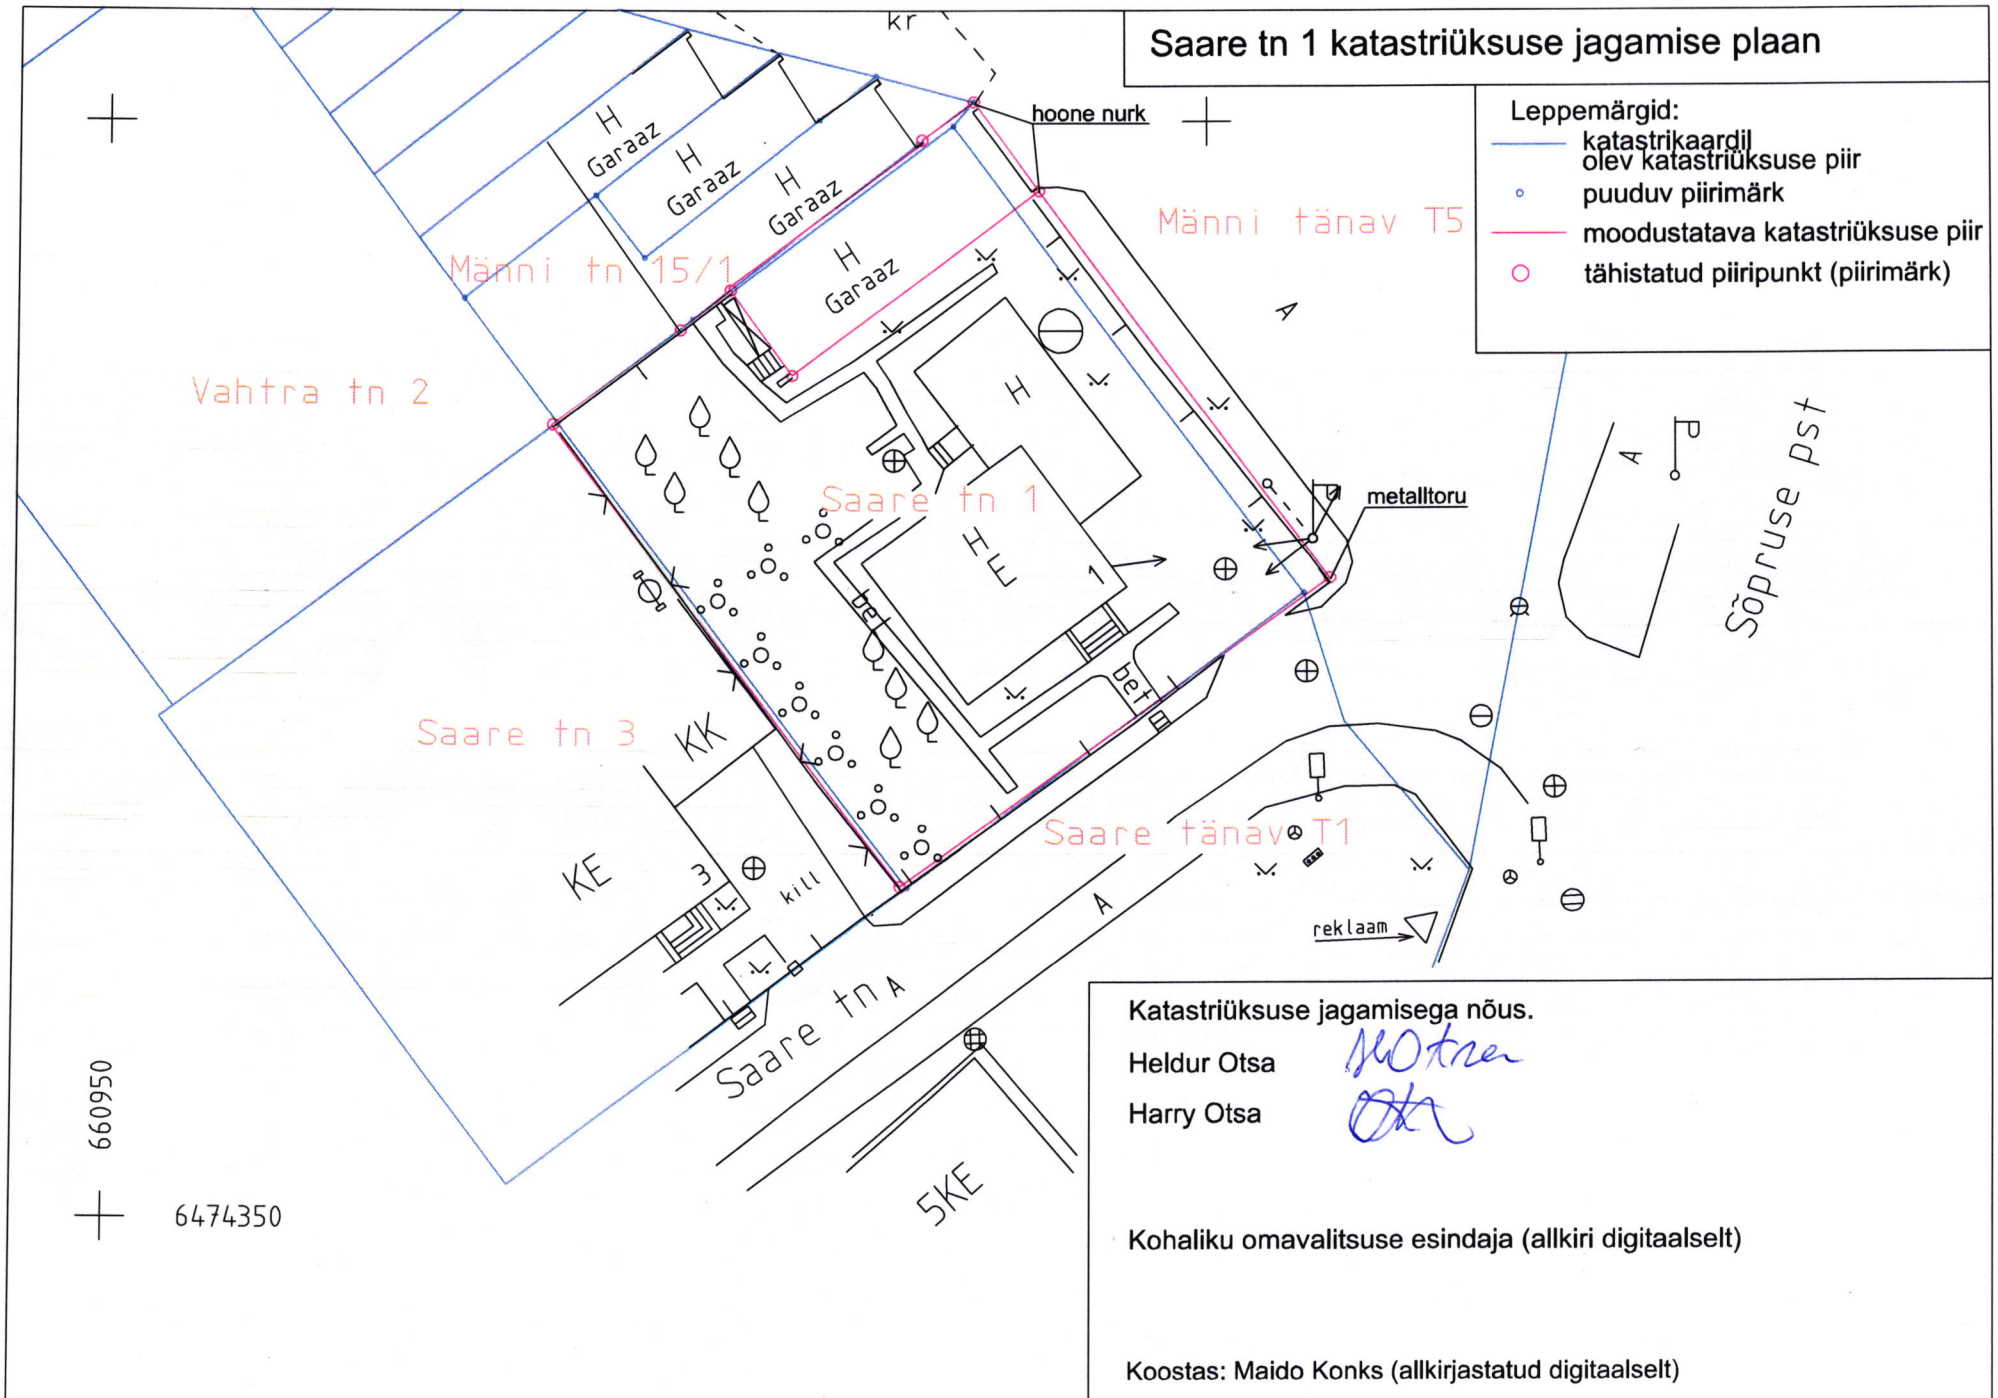 Saare tn 1 katastriüksuse jagamise plaan
Leppemärgid:
katastrikaardil
olev katastriüksuse piir
puuduv piirimärk
moodustatava katastriüksuse piir
tähistatud piiripunkt (piirimärk)
kr
hoone nurk
H
Garaaz
H
Garaaz
H
Garaaz
H
Garaaz
Männi tänav T5
Männi tn 15/1
A
Vahtra tn 2
H
Saare tn 1
HE
1
metalltoru
P
A
P
Sõpruse pst
bet
bet
Saare tn 3
KK
KE
3
kill
Saare tänav T1
A
reklaam
Saare tn A
5KE
660950
6474350
Katastriüksuse jagamisega nõus.
Heldur Otsa
Harry Otsa
Kohaliku omavalitsuse esindaja (allkiri digitaalselt)
Koostas: Maido Konks (allkirjastatud digitaalselt)